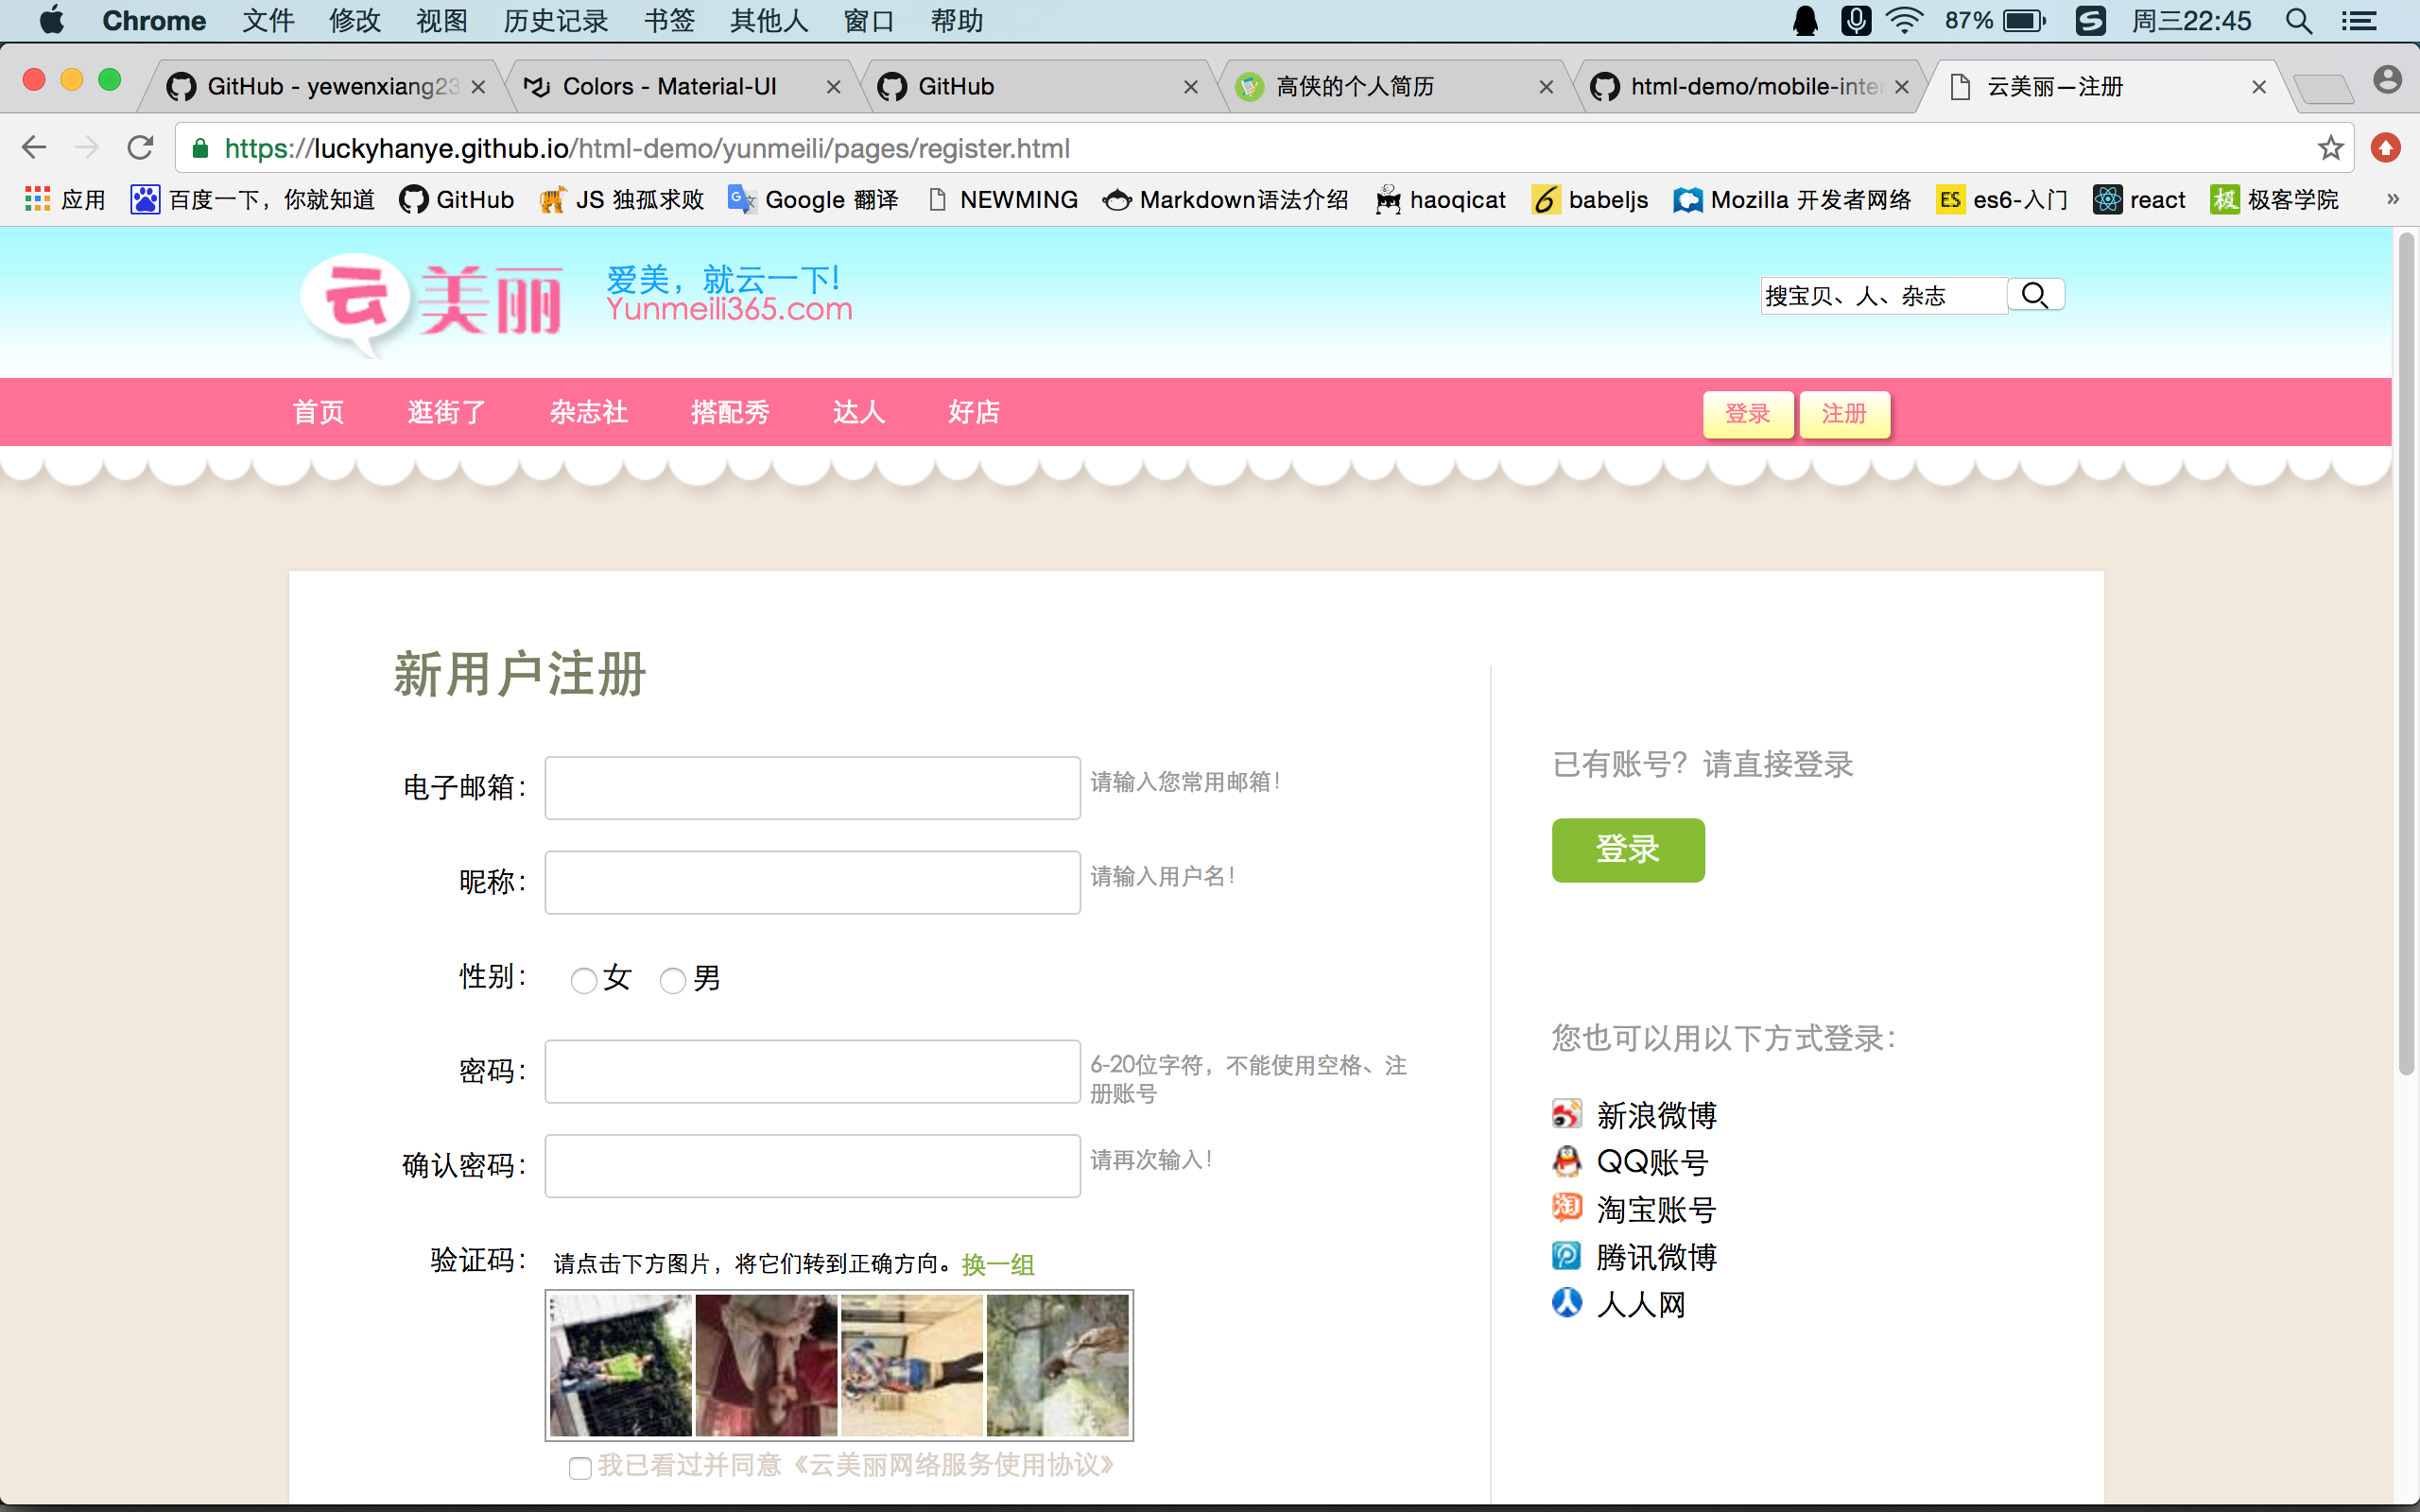 Chrome 文件 修改 视图 历史记录 书签 其他人 窗口 帮助 87% 周三22:45
GitHub - yewenxiang23 Colors - Material-UI GitHub 高侠的个人简历 html-demo/mobile-inter 云美丽—注册
https://luckyhanye.github.io/html-demo/yunmeili/pages/register.html
应用 百度一下，你就知道 GitHub JS 独孤求败 Google 翻译 NEWMING Markdown语法介绍 haoqicat babeljs Mozilla 开发者网络 ES es6-入门 react 极 极客学院 »
云美丽
爱美，就云一下!
Yunmeili365.com
搜宝贝、人、杂志
首页 逛街了 杂志社 搭配秀 达人 好店 登录 注册
新用户注册
电子邮箱： 请输入您常用邮箱！
昵称： 请输入用户名！
性别： 女 男
密码： 6-20位字符，不能使用空格、注
册账号
确认密码： 请再次输入！
验证码： 请点击下方图片，将它们转到正确方向。换一组
我已看过并同意《云美丽网络服务使用协议》
已有账号？请直接登录
登录
您也可以用以下方式登录：
新浪微博
QQ账号
淘 淘宝账号
腾讯微博
人人网